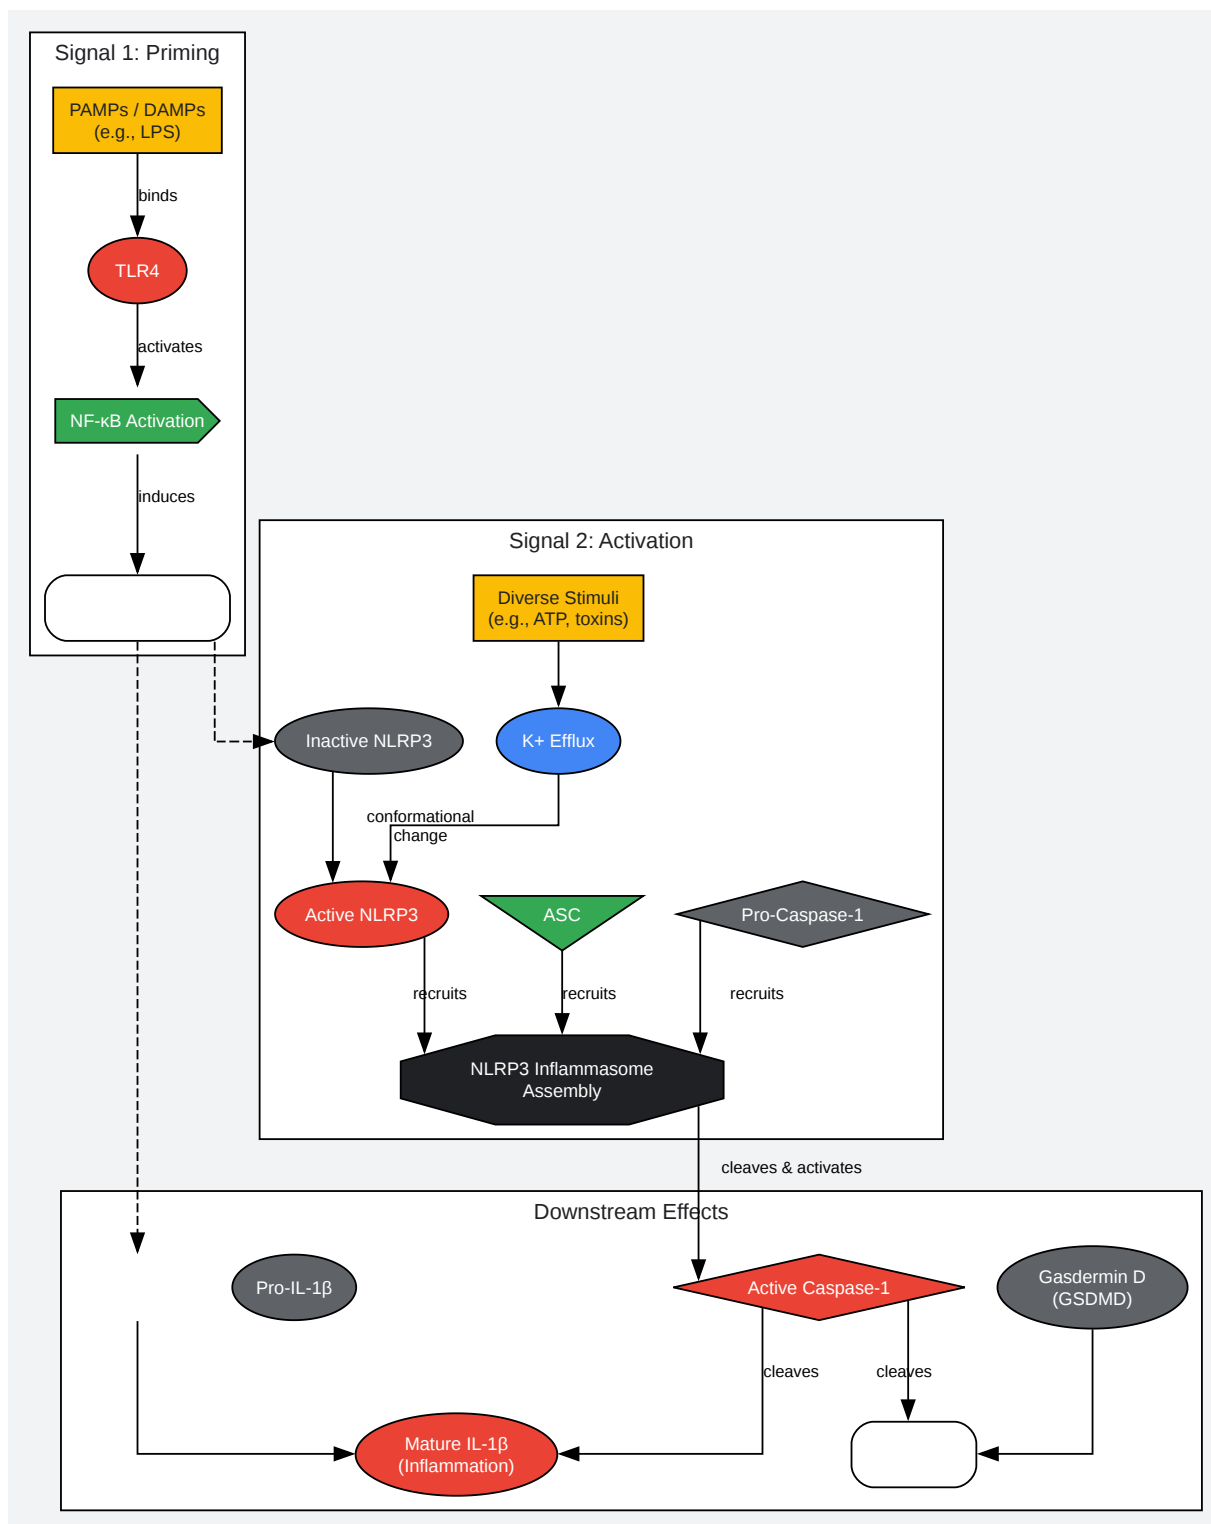 Signal 1: Priming
PAMPs / DAMPs
(e.g., LPS)
binds
TLR4
activates
NF-κB Activation
induces
Signal 2: Activation
Diverse Stimuli
(e.g., ATP, toxins)
Inactive NLRP3
K+ Efflux
conformational
change
Active NLRP3
ASC
Pro-Caspase-1
recruits
recruits
recruits
NLRP3 Inflammasome
Assembly
cleaves & activates
Downstream Effects
Pro-IL-1β
Active Caspase-1
Gasdermin D
(GSDMD)
cleaves
cleaves
Mature IL-1β
(Inflammation)